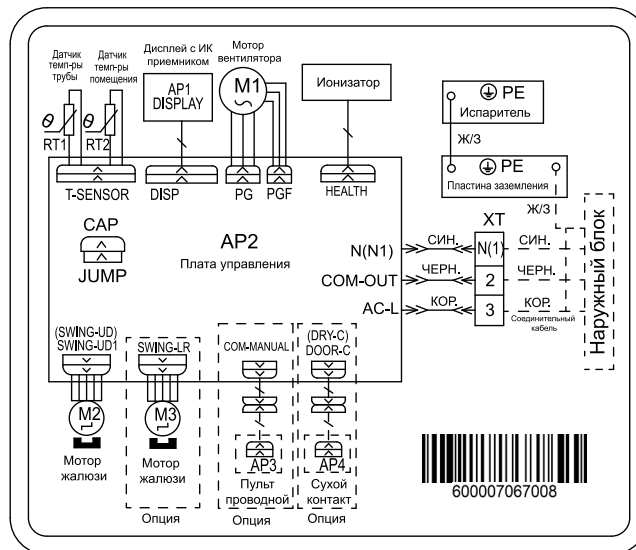 Датчик
темп-ры
трубы
Датчик
темп-ры
помещения
Дисплей с ИК
приемником
Мотор
вентилятора
AP1
DISPLAY
M1
Ионизатор
PE
Испаритель
Ж/З
θ
RT1
θ
RT2
T-SENSOR
DISP
PG
PGF
HEALTH
PE
Пластина заземления
Ж/З
CAP
JUMP
AP2
Плата управления
XT
N(N1)
СИН.
N(1)
СИН.
COM-OUT
ЧЕРН.
2
ЧЕРН.
AC-L
КОР.
3
КОР.
Соединительный
кабель
Наружный блок
(SWING-UD)
SWING-UD1
SWING-LR
COM-MANUAL
(DRY-C)
DOOR-C
M2
M3
AP3
AP4
Мотор
жалюзи
Мотор
жалюзи
Пульт
проводной
Сухой
контакт
Опция
Опция
Опция
600007067008